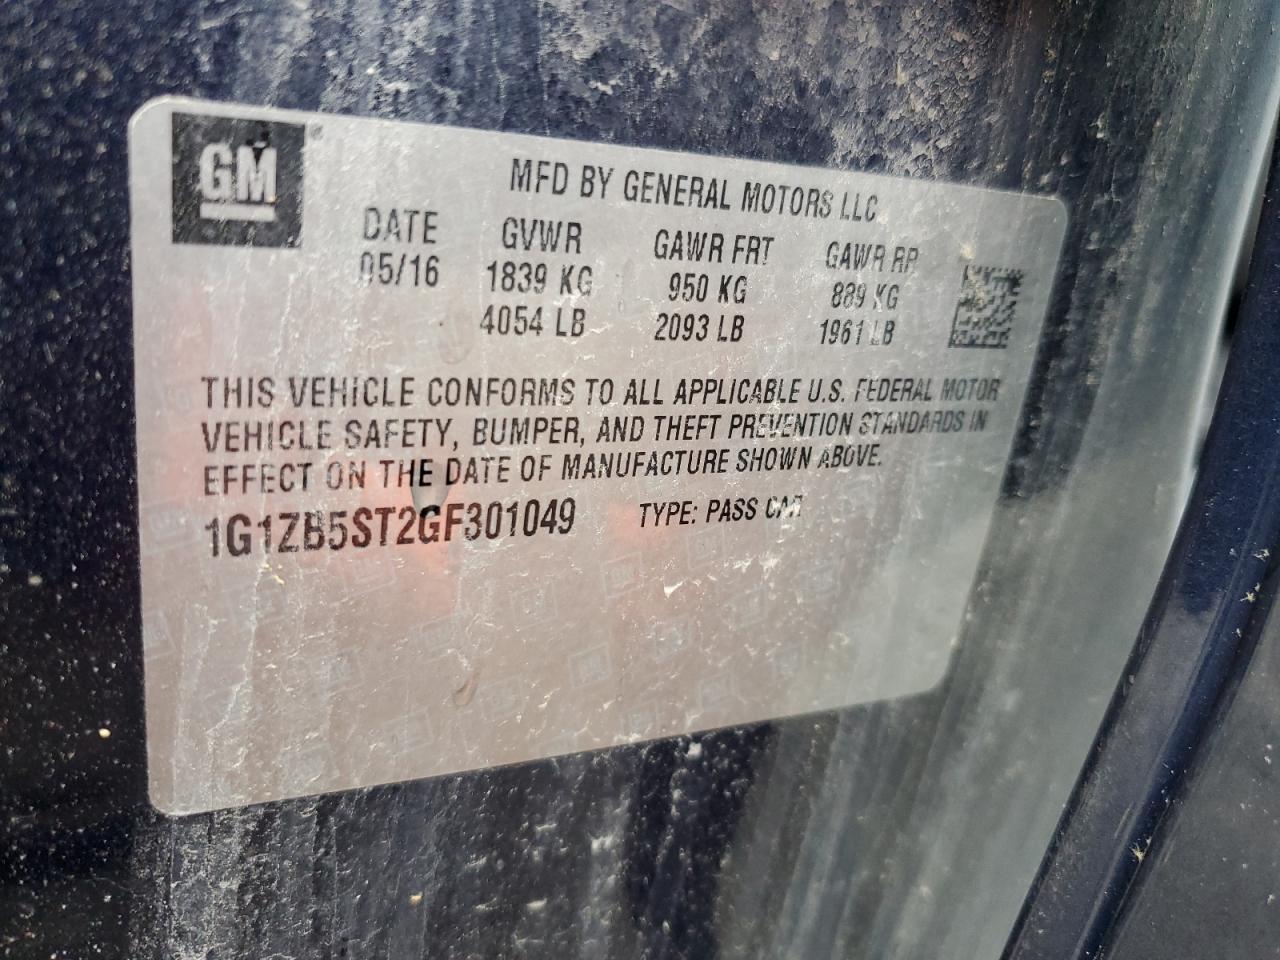 GM
MFD BY GENERAL MOTORS LLC
DATE GVWR GAWR FRT GAWR RR
05/16 1839 KG 950 KG 889 KG
4054 LB 2093 LB 1961 LB
THIS VEHICLE CONFORMS TO ALL APPLICABLE U.S. FEDERAL MOTOR
VEHICLE SAFETY, BUMPER, AND THEFT PREVENTION STANDARDS IN
EFFECT ON THE DATE OF MANUFACTURE SHOWN ABOVE.
1G1ZB5ST2GF301049 TYPE: PASS CAR